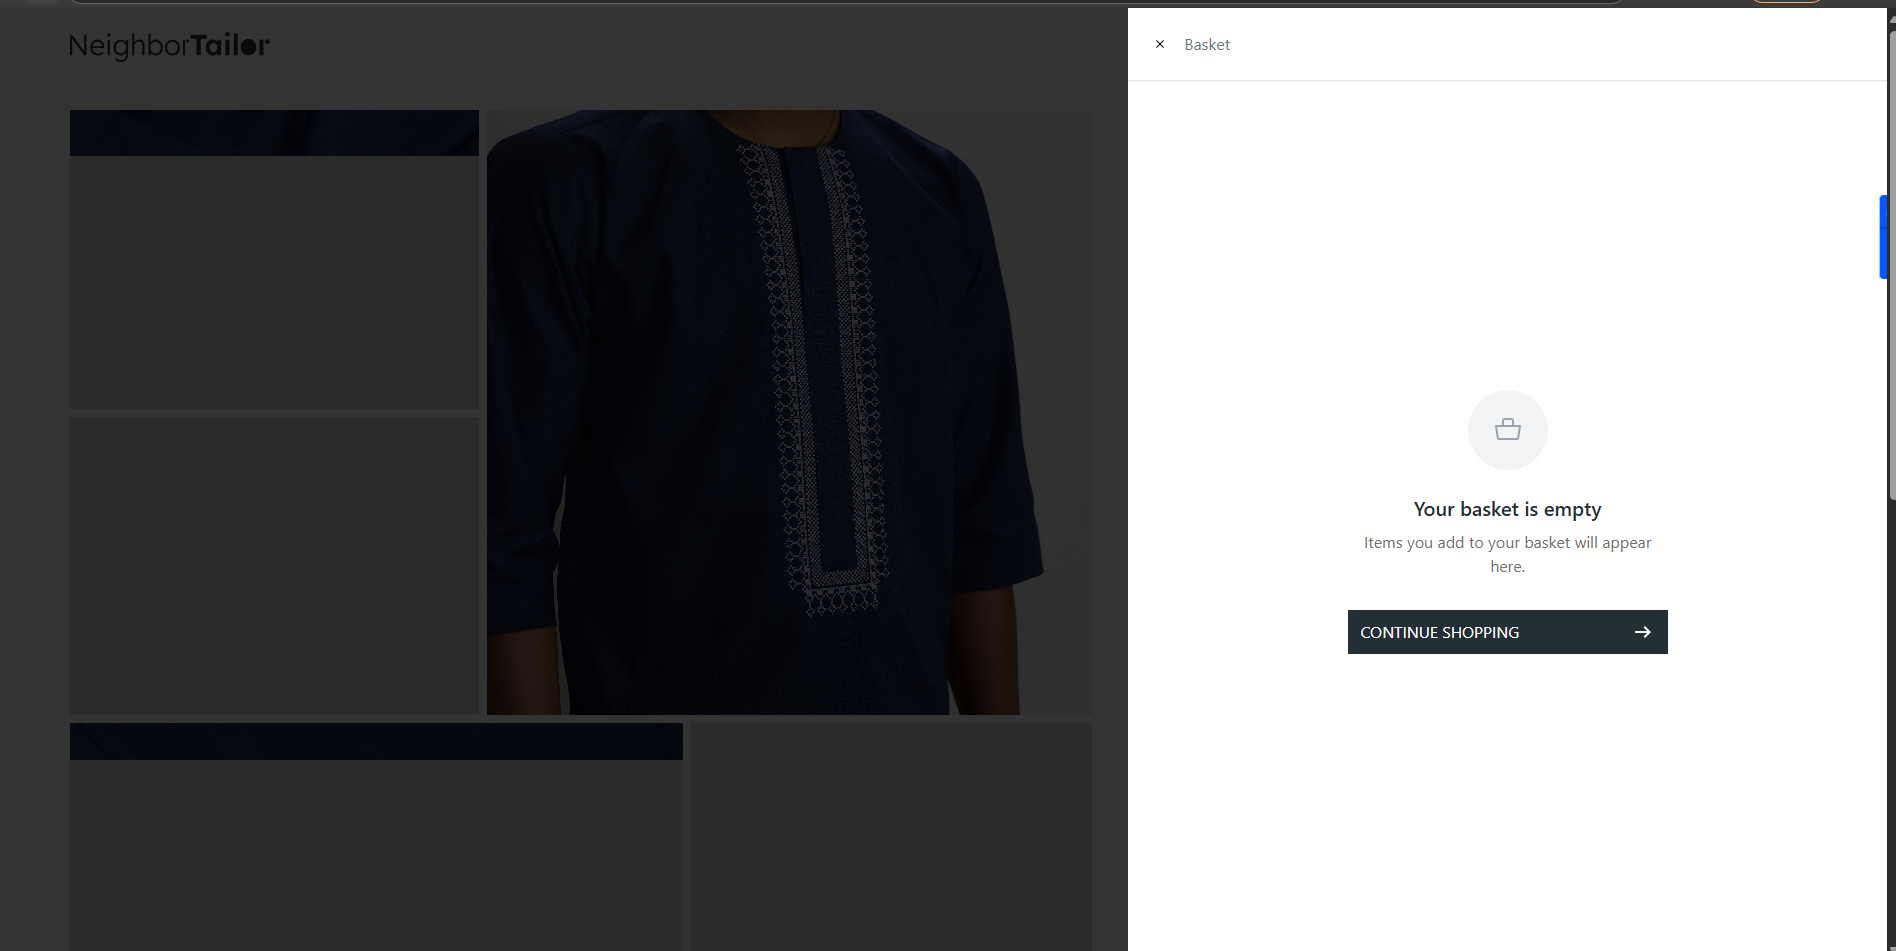 NeighborTailor
Basket
Your basket is empty
Items you add to your basket will appear
here.
CONTINUE SHOPPING